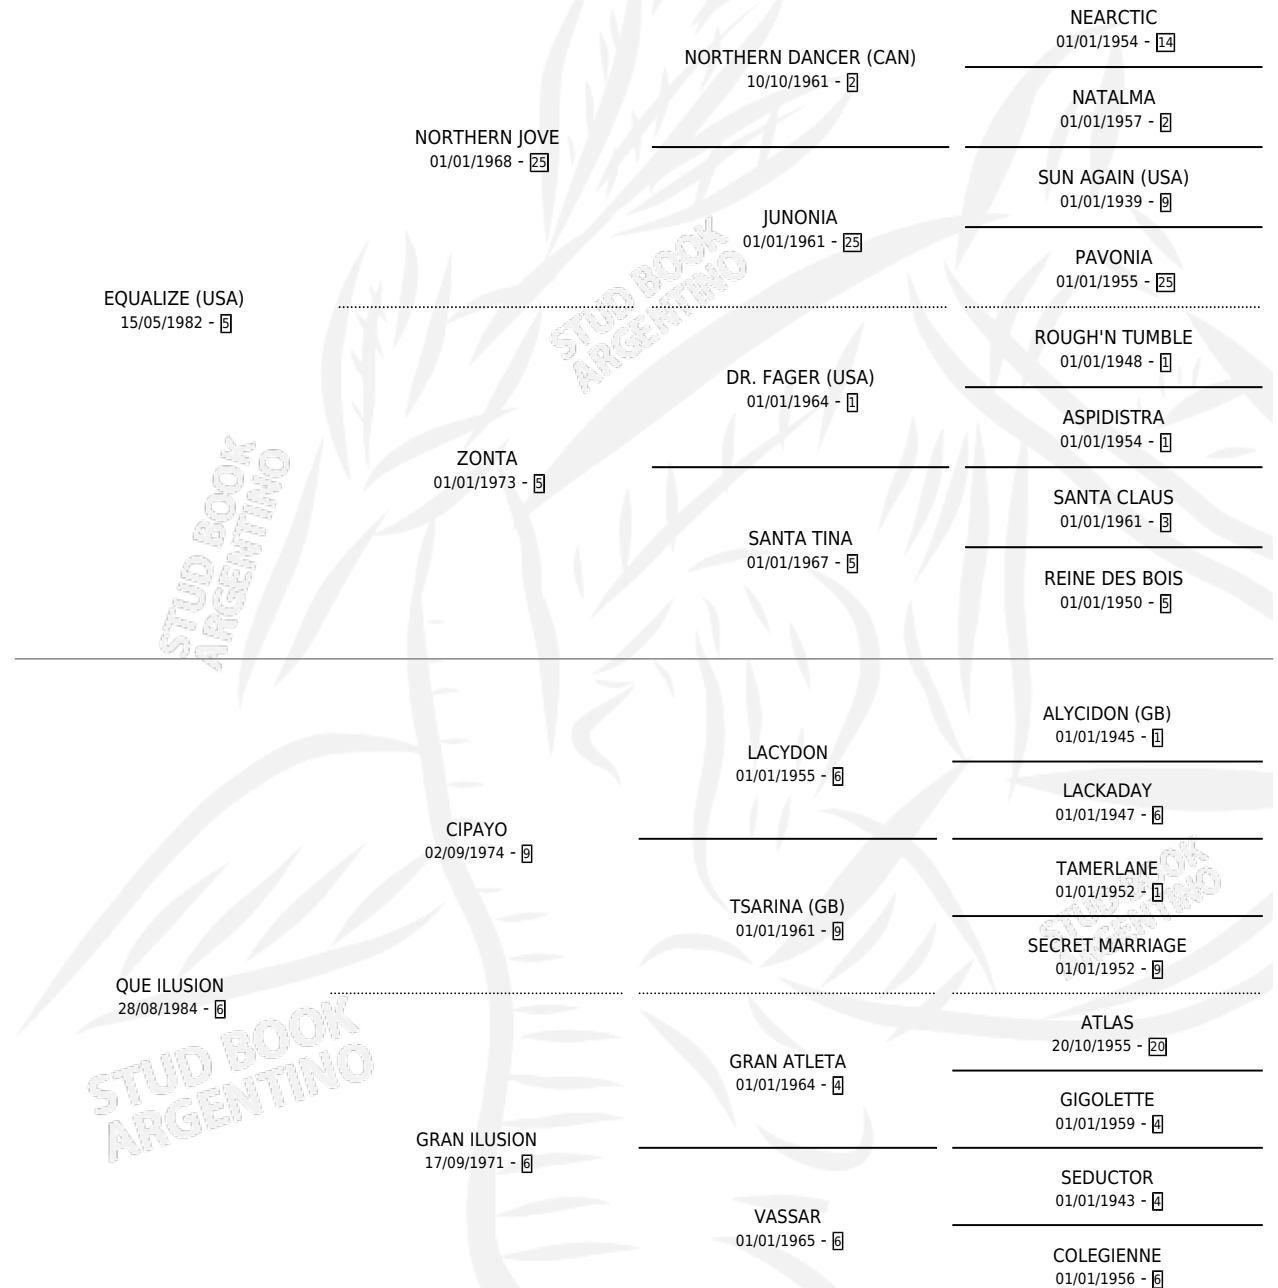 NEARCTIC
01/01/1954 - 14
NORTHERN DANCER (CAN)
10/10/1961 - 2
NATALMA
01/01/1957 - 2
NORTHERN JOVE
01/01/1968 - 25
SUN AGAIN (USA)
01/01/1939 - 9
JUNONIA
01/01/1961 - 25
PAVONIA
01/01/1955 - 25
EQUALIZE (USA)
15/05/1982 - 5
STUD BOOK
ARGENTINO
ROUGH'N TUMBLE
01/01/1948 - 1
DR. FAGER (USA)
01/01/1964 - 1
ASPIDISTRA
01/01/1954 - 1
ZONTA
01/01/1973 - 5
SANTA CLAUS
01/01/1961 - 3
SANTA TINA
01/01/1967 - 5
REINE DES BOIS
01/01/1950 - 5
STUD BOOK
ARGENTINO
ALYCIDON (GB)
01/01/1945 - 1
LACYDON
01/01/1955 - 6
LACKADAY
01/01/1947 - 6
CIPAYO
02/09/1974 - 9
TAMERLANE
01/01/1952 - 1
TSARINA (GB)
01/01/1961 - 9
SECRET MARRIAGE
01/01/1952 - 9
STUD BOOK
ARGENTINO
QUE ILUSION
28/08/1984 - 6
ATLAS
20/10/1955 - 20
GRAN ATLETA
01/01/1964 - 4
GIGOLETTE
01/01/1959 - 4
STUD BOOK
ARGENTINO
GRAN ILUSION
17/09/1971 - 6
SEDUCTOR
01/01/1943 - 4
VASSAR
01/01/1965 - 6
COLEGIENNE
01/01/1956 - 6